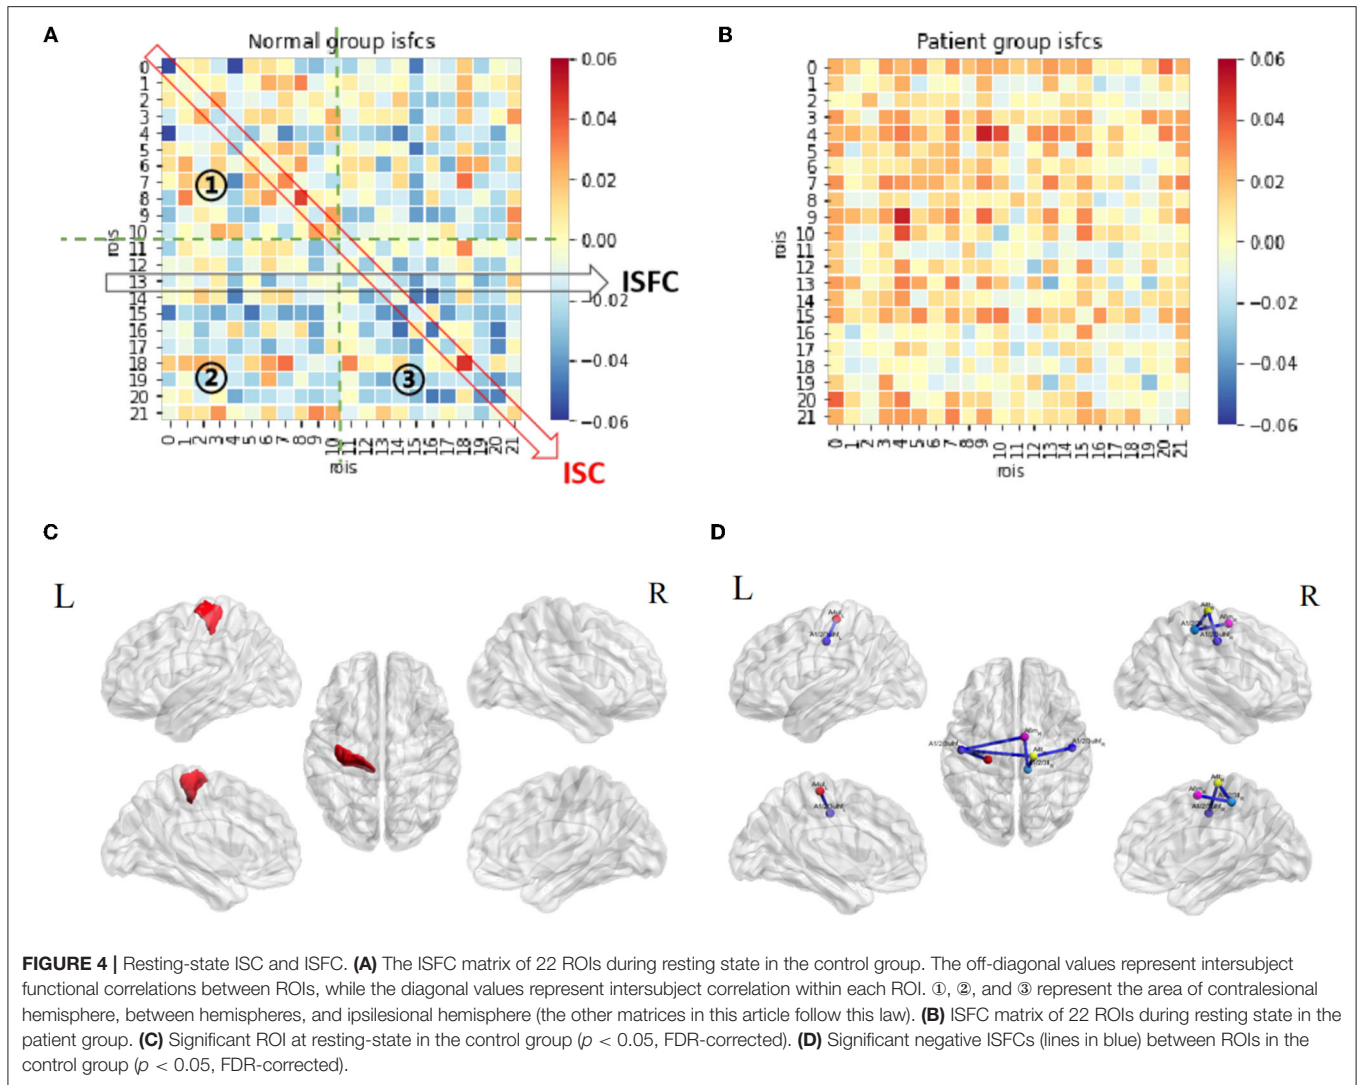 A
Normal group isfcs
0
1
2
3
4
5
6
7
8
9
10
11
12
13
14
15
16
17
18
19
20
21
rois
0 1 2 3 4 5 6 7 8 9 10 11 12 13 14 15 16 17 18 19 20 21
rois
0.06
0.04
0.02
0.00
−0.02
−0.04
−0.06
①
②
③
ISFC
ISC
B
Patient group isfcs
0
1
2
3
4
5
6
7
8
9
10
11
12
13
14
15
16
17
18
19
20
21
rois
0 1 2 3 4 5 6 7 8 9 10 11 12 13 14 15 16 17 18 19 20 21
rois
0.06
0.04
0.02
0.00
−0.02
−0.04
−0.06
C
L
R
D
L
R
FIGURE 4 | Resting-state ISC and ISFC. (A) The ISFC matrix of 22 ROIs during resting state in the control group. The off-diagonal values represent intersubject
functional correlations between ROIs, while the diagonal values represent intersubject correlation within each ROI. ①, ②, and ③ represent the area of contralesional
hemisphere, between hemispheres, and ipsilesional hemisphere (the other matrices in this article follow this law). (B) ISFC matrix of 22 ROIs during resting state in the
patient group. (C) Significant ROI at resting-state in the control group (p < 0.05, FDR-corrected). (D) Significant negative ISFCs (lines in blue) between ROIs in the
control group (p < 0.05, FDR-corrected).